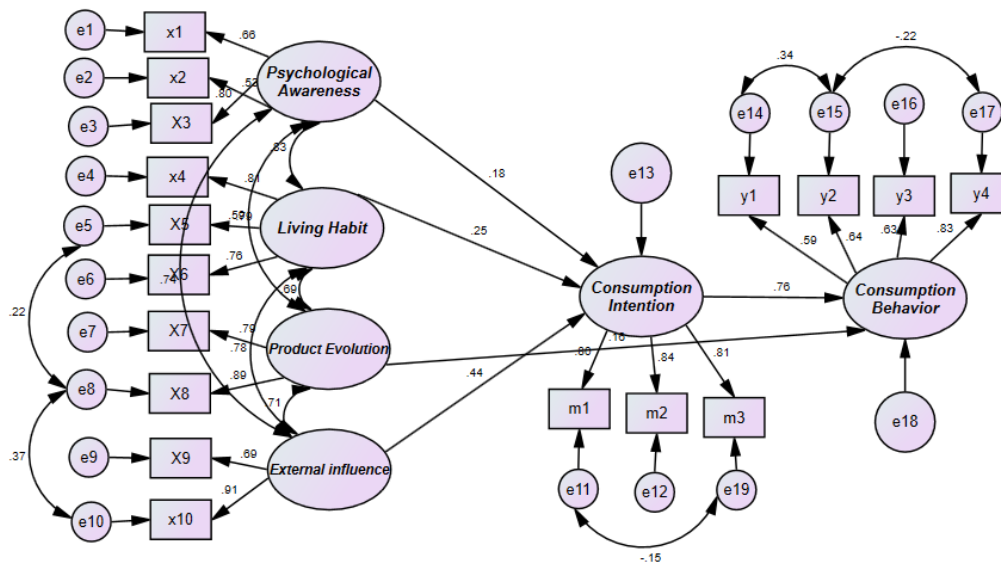 e1
x1
.66
e2
x2
.80
.53
Psychological
Awareness
e3
X3
.83
e4
x4
.81
e5
X5
Living Habit
e6
X6
.76
.74
.22
.69
e7
X7
.79
Product Evolution
.78
e8
X8
.89
.71
.37
e9
X9
.69
External influence
e10
x10
.91
.18
.25
.44
e13
Consumption
Intention
.76
.16
.84
.81
m1
m2
m3
e11
e12
e19
-.15
-.22
.34
e14
e15
e16
e17
y1
y2
y3
y4
.59
.64
.63
.83
Consumption
Behavior
e18